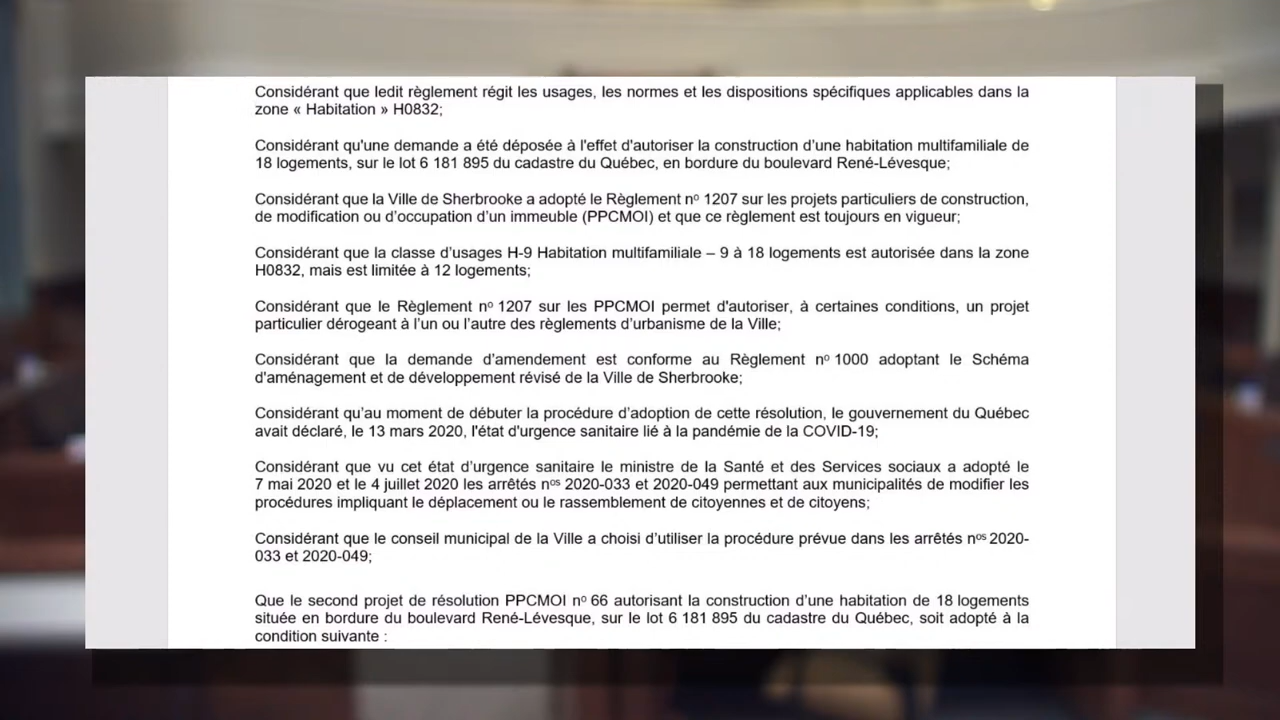 Considérant que ledit règlement régit les usages, les normes et les dispositions spécifiques applicables dans la
zone « Habitation » H0832;
Considérant qu'une demande a été déposée à l'effet d'autoriser la construction d’une habitation multifamiliale de
18 logements, sur le lot 6 181 895 du cadastre du Québec, en bordure du boulevard René-Lévesque;
Considérant que la Ville de Sherbrooke a adopté le Règlement nº 1207 sur les projets particuliers de construction,
de modification ou d’occupation d’un immeuble (PPCMOI) et que ce règlement est toujours en vigueur;
Considérant que la classe d’usages H-9 Habitation multifamiliale – 9 à 18 logements est autorisée dans la zone
H0832, mais est limitée à 12 logements;
Considérant que le Règlement nº 1207 sur les PPCMOI permet d'autoriser, à certaines conditions, un projet
particulier dérogeant à l’un ou l’autre des règlements d’urbanisme de la Ville;
Considérant que la demande d’amendement est conforme au Règlement nº 1000 adoptant le Schéma
d'aménagement et de développement révisé de la Ville de Sherbrooke;
Considérant qu’au moment de débuter la procédure d’adoption de cette résolution, le gouvernement du Québec
avait déclaré, le 13 mars 2020, l'état d'urgence sanitaire lié à la pandémie de la COVID-19;
Considérant que vu cet état d’urgence sanitaire le ministre de la Santé et des Services sociaux a adopté le
7 mai 2020 et le 4 juillet 2020 les arrêtés nos 2020-033 et 2020-049 permettant aux municipalités de modifier les
procédures impliquant le déplacement ou le rassemblement de citoyennes et de citoyens;
Considérant que le conseil municipal de la Ville a choisi d’utiliser la procédure prévue dans les arrêtés nos 2020-
033 et 2020-049;
Que le second projet de résolution PPCMOI nº 66 autorisant la construction d’une habitation de 18 logements
située en bordure du boulevard René-Lévesque, sur le lot 6 181 895 du cadastre du Québec, soit adopté à la
condition suivante :